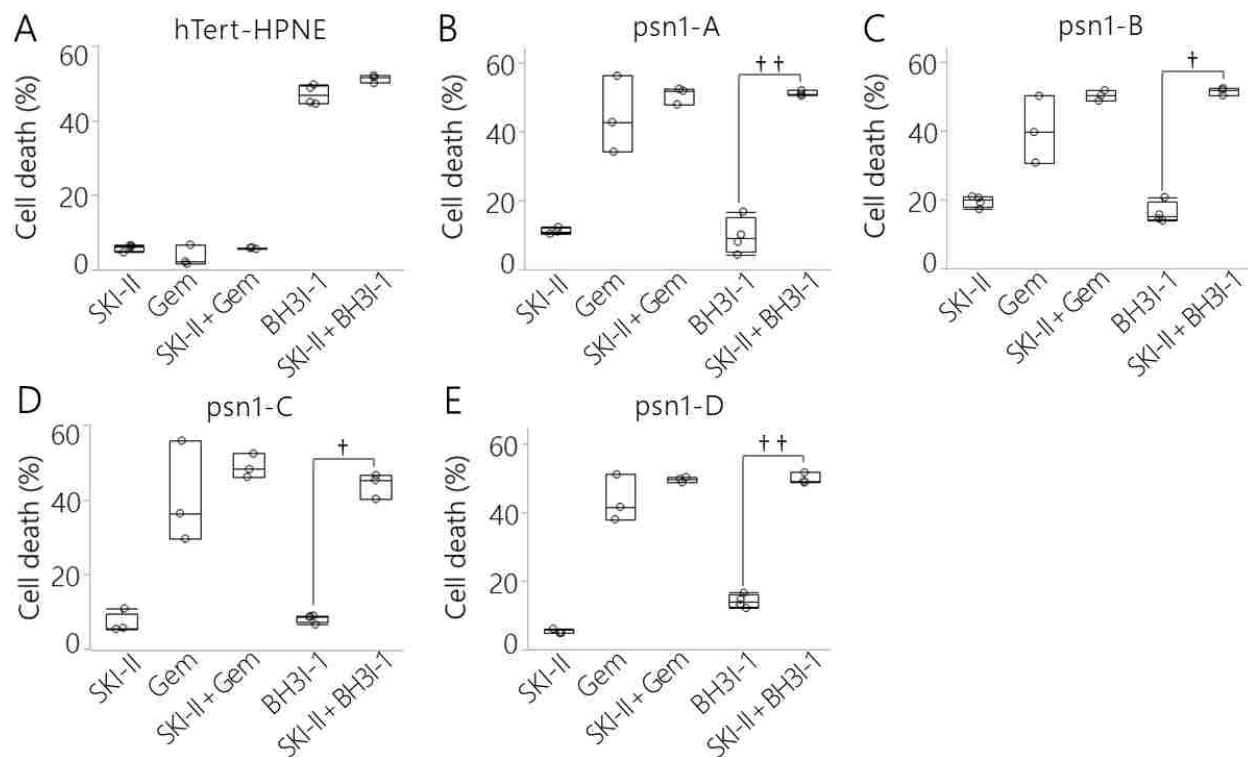 A hTert-HPNE
Cell death (%)
60
40
20
0
SKI-II
Gem
SKI-II+Gem
BH3I-1
SKI-II+BH3I-1
B psn1-A
Cell death (%)
60
40
20
0
† †
SKI-II
Gem
SKI-II+Gem
BH3I-1
SKI-II+BH3I-1
C psn1-B
Cell death (%)
60
40
20
0
†
SKI-II
Gem
SKI-II+Gem
BH3I-1
SKI-II+BH3I-1
D psn1-C
Cell death (%)
60
40
20
0
†
SKI-II
Gem
SKI-II+Gem
BH3I-1
SKI-II+BH3I-1
E psn1-D
Cell death (%)
60
40
20
0
† †
SKI-II
Gem
SKI-II+Gem
BH3I-1
SKI-II+BH3I-1